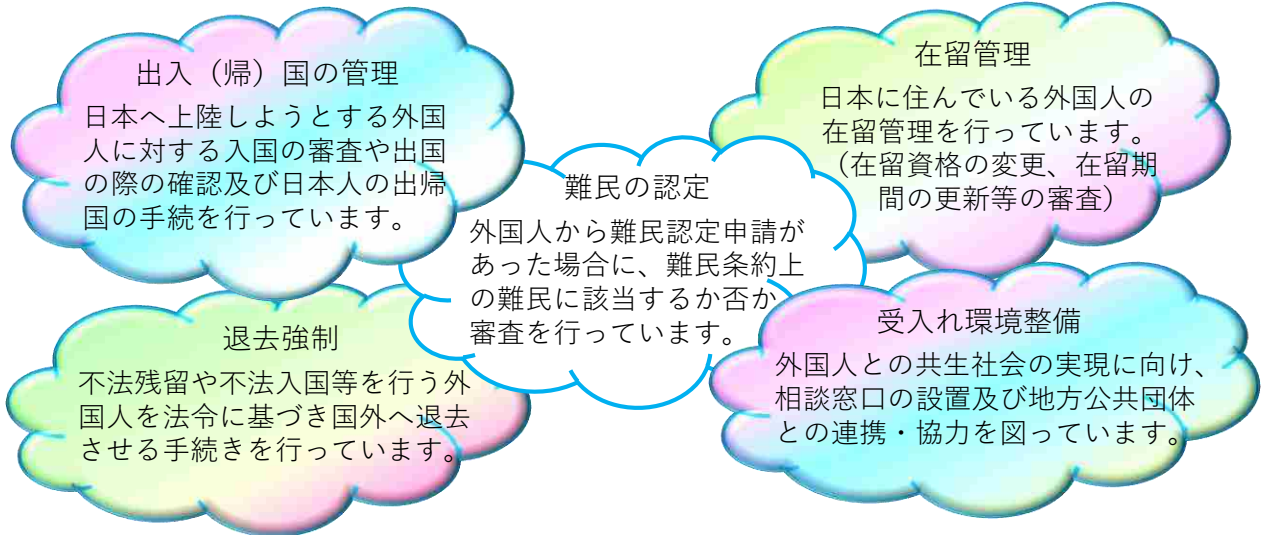 出入（帰）国の管理
日本へ上陸しようとする外国
人に対する入国の審査や出国
の際の確認及び日本人の出帰
国の手続を行っています。
在留管理
日本に住んでいる外国人の
在留管理を行っています。
（在留資格の変更、在留期
間の更新等の審査）
難民の認定
外国人から難民認定申請が
あった場合に、難民条約上
の難民に該当するか否か
審査を行っています。
退去強制
不法残留や不法入国等を行う外
国人を法令に基づき国外へ退去
させる手続きを行っています。
受入れ環境整備
外国人との共生社会の実現に向け、
相談窓口の設置及び地方公共団体
との連携・協力を図っています。